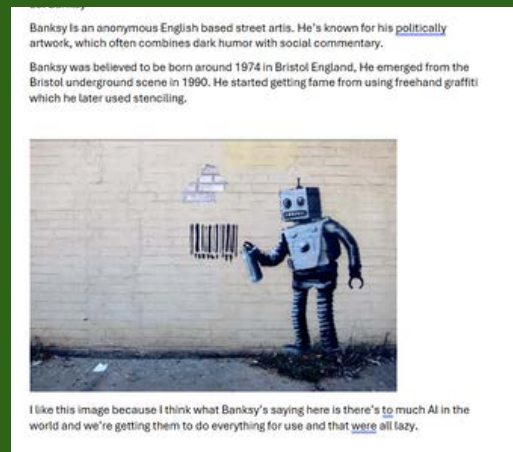 Banksy Is an anonymous English based street artis. He's known for his politically
artwork, which often combines dark humor with social commentary.
Banksy was believed to be born around 1974 in Bristol England, He emerged from the
Bristol underground scene in 1990. He started getting fame from using freehand graffiti
which he later used stenciling.
I like this image because I think what Banksy's saying here is there's to much AI in the
world and we're getting them to do everything for use and that were all lazy.